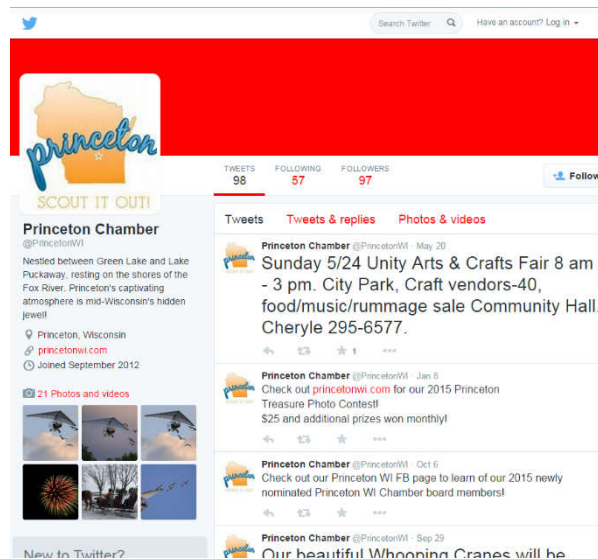 Search Twitter
Have an account? Log in
princeton
SCOUT IT OUT!
TWEETS FOLLOWING FOLLOWERS
98 57 97
Follow
Princeton Chamber
@PrincetonWI
Nestled between Green Lake and Lake
Puckaway, resting on the shores of the
Fox River. Princeton's captivating
atmosphere is mid-Wisconsin's hidden
jewel!
Princeton, Wisconsin
princetonwi.com
Joined September 2012
21 Photos and videos
New to Twitter?
Tweets Tweets & replies Photos & videos
Princeton Chamber @PrincetonWI · May 20
Sunday 5/24 Unity Arts & Crafts Fair 8 am
- 3 pm. City Park, Craft vendors-40,
food/music/rummage sale Community Hall.
Cheryle 295-6577.
1
Princeton Chamber @PrincetonWI · Jan 6
Check out princetonwi.com for our 2015 Princeton
Treasure Photo Contest!
$25 and additional prizes won monthly!
Princeton Chamber @PrincetonWI · Oct 6
Check out our Princeton WI FB page to learn of our 2015 newly
nominated Princeton WI Chamber board members!
Princeton Chamber @PrincetonWI · Sep 29
Our beautiful Whooping Cranes will be